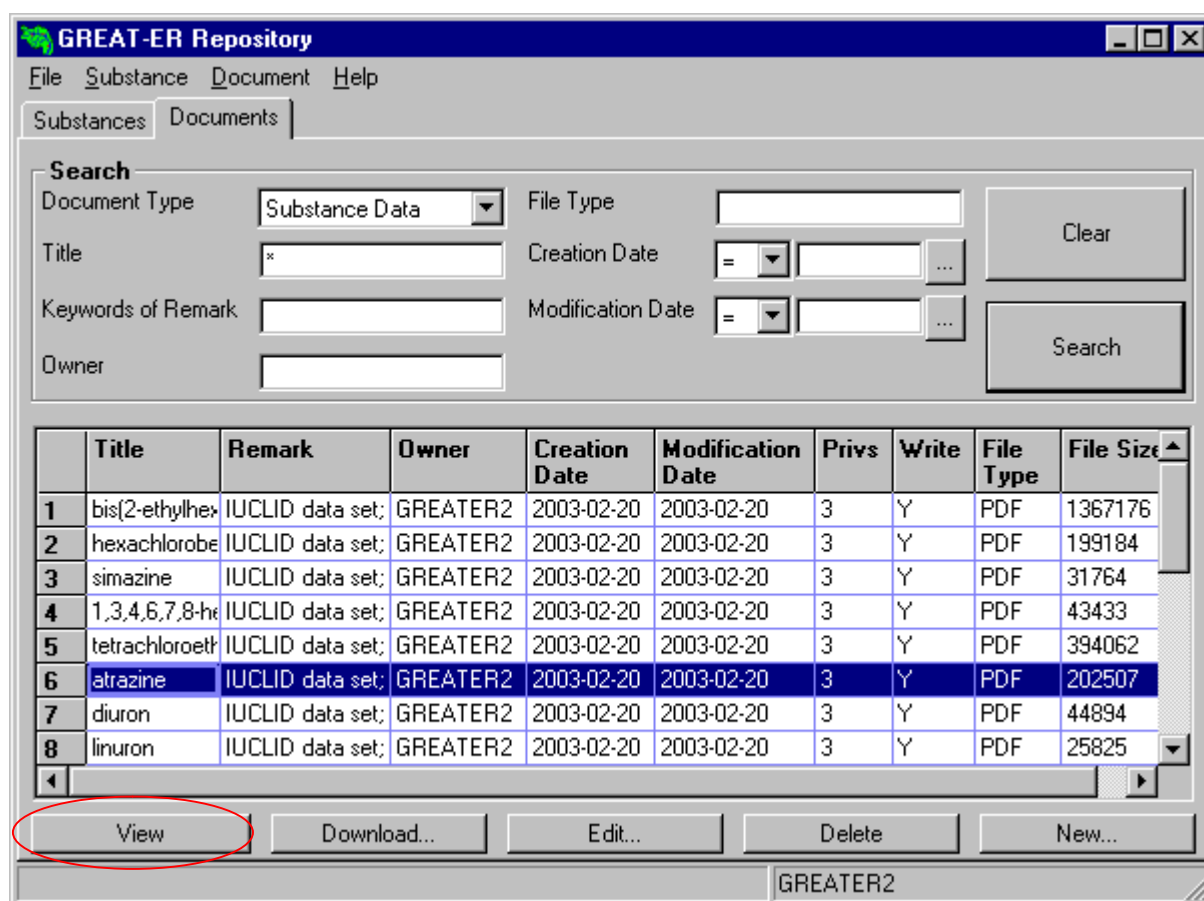 GREAT-ER Repository
File Substance Document Help
Substances Documents
Search
Document Type Substance Data File Type Clear
Title * Creation Date = ...
Keywords of Remark Modification Date = ...
Owner Search
Title Remark Owner Creation Date Modification Date Privs Write File Type File Size
1 bis(2-ethylhex IUCLID data set; GREATER2 2003-02-20 2003-02-20 3 Y PDF 1367176
2 hexachlorobe IUCLID data set; GREATER2 2003-02-20 2003-02-20 3 Y PDF 199184
3 simazine IUCLID data set; GREATER2 2003-02-20 2003-02-20 3 Y PDF 31764
4 1,3,4,6,7,8-he IUCLID data set; GREATER2 2003-02-20 2003-02-20 3 Y PDF 43433
5 tetrachloroeth IUCLID data set; GREATER2 2003-02-20 2003-02-20 3 Y PDF 394062
6 atrazine IUCLID data set; GREATER2 2003-02-20 2003-02-20 3 Y PDF 202507
7 diuron IUCLID data set; GREATER2 2003-02-20 2003-02-20 3 Y PDF 44894
8 linuron IUCLID data set; GREATER2 2003-02-20 2003-02-20 3 Y PDF 25825
View Download... Edit... Delete New...
GREATER2